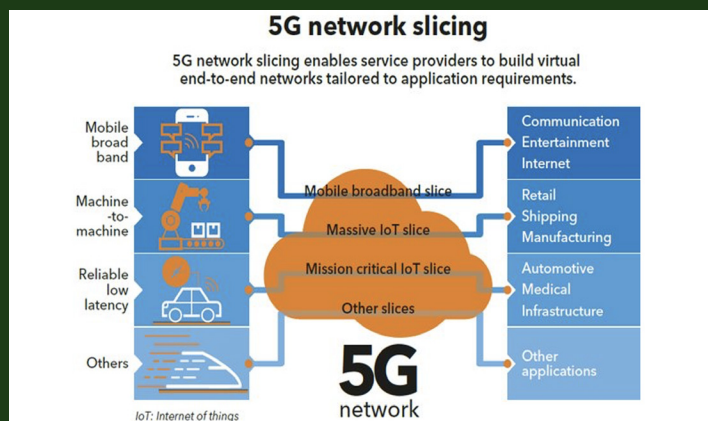 5G network slicing
5G network slicing enables service providers to build virtual
end-to-end networks tailored to application requirements.
Mobile
broad
band
Mobile broadband slice
Communication
Entertainment
Internet
Machine
-to-
machine
Massive IoT slice
Retail
Shipping
Manufacturing
Reliable
low
latency
Mission critical IoT slice
Automotive
Medical
Infrastructure
Others
Other slices
Other
applications
5G
network
IoT: Internet of things